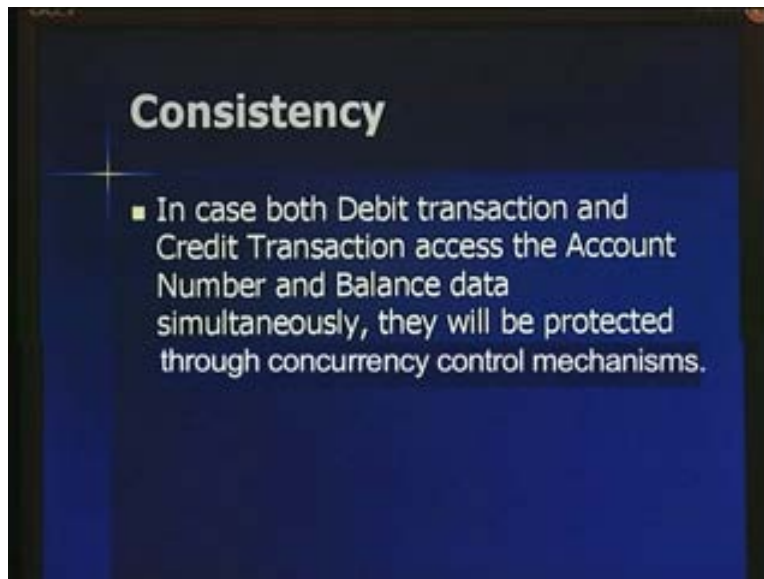 Consistency
In case both Debit transaction and
Credit Transaction access the Account
Number and Balance data
simultaneously, they will be protected
through concurrency control mechanisms.